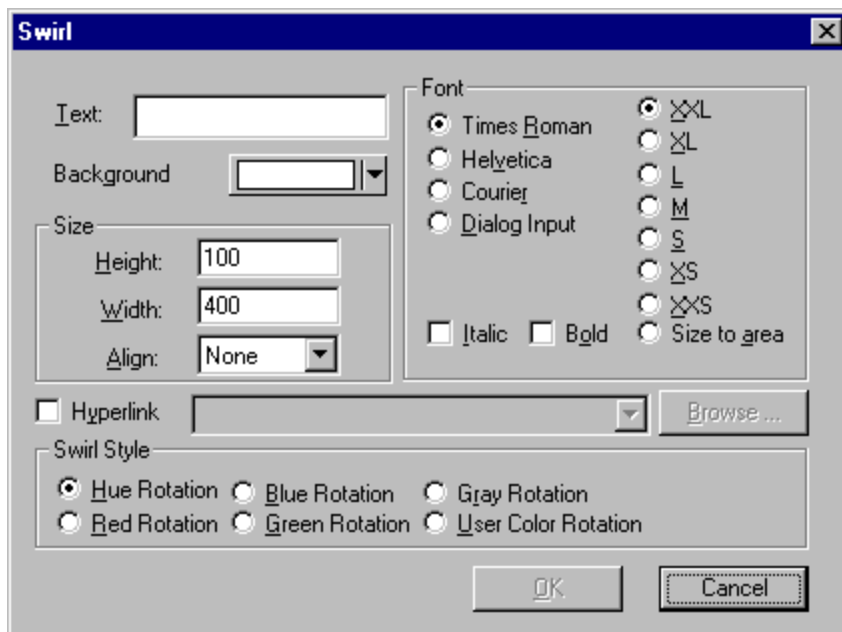 Swirl
Text:
Background
Size
Height: 100
Width: 400
Align: None
Font
Times Roman
Helvetica
Courier
Dialog Input
Italic Bold
XXL
XL
L
M
S
XS
XXS
Size to area
Hyperlink Browse ...
Swirl Style
Hue Rotation Blue Rotation Gray Rotation
Red Rotation Green Rotation User Color Rotation
OK Cancel